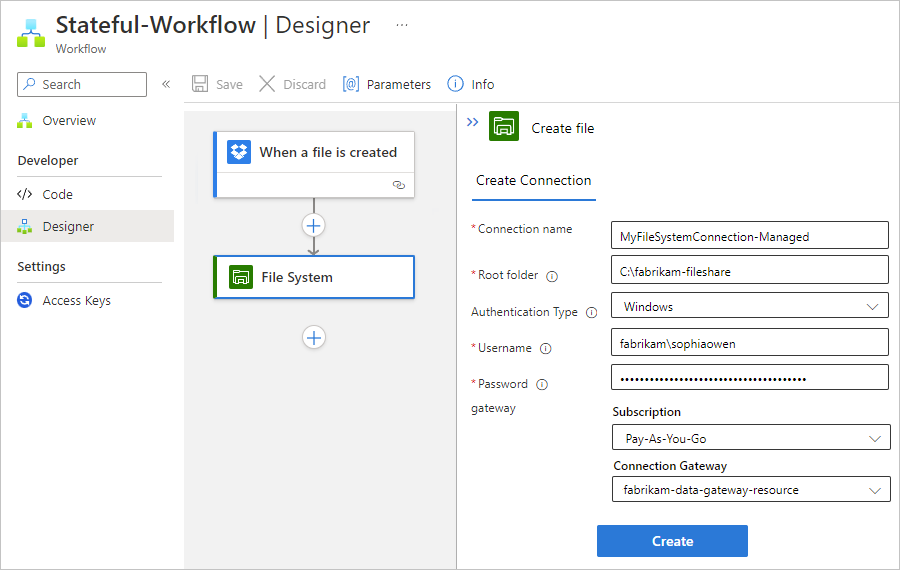 Stateful-Workflow | Designer ...
Workflow
Search
«
Save
Discard
[@] Parameters
Info
Overview
Developer
</> Code
Designer
Settings
Access Keys
When a file is created
File System
» Create file
Create Connection
* Connection name
MyFileSystemConnection-Managed
* Root folder
C:\fabrikam-fileshare
Authentication Type
Windows
* Username
fabrikam\sophiaowen
* Password
••••••••••••••••••••••••••••••••••••••
gateway
Subscription
Pay-As-You-Go
Connection Gateway
fabrikam-data-gateway-resource
Create